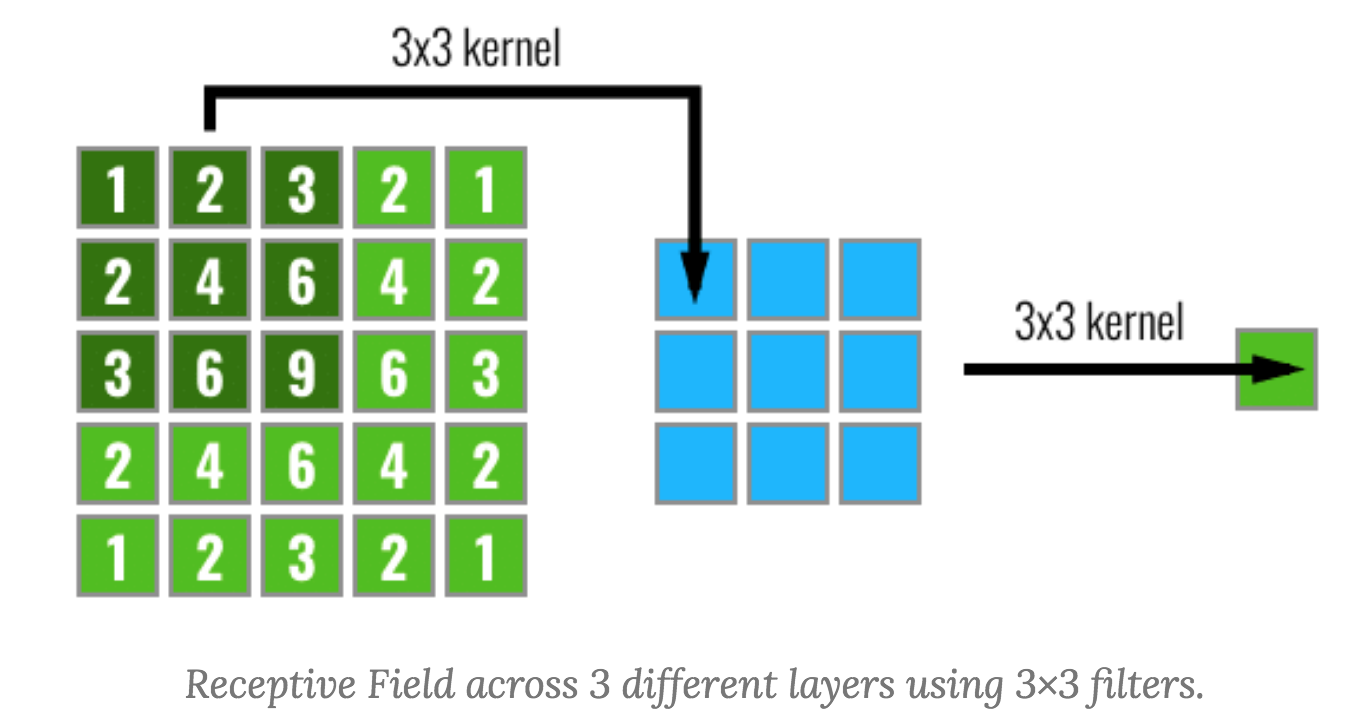 3x3 kernel
1 2 3 2 1
2 4 6 4 2
3 6 9 6 3
3x3 kernel
2 4 6 4 2
1 2 3 2 1
Receptive Field across 3 different layers using 3×3 filters.